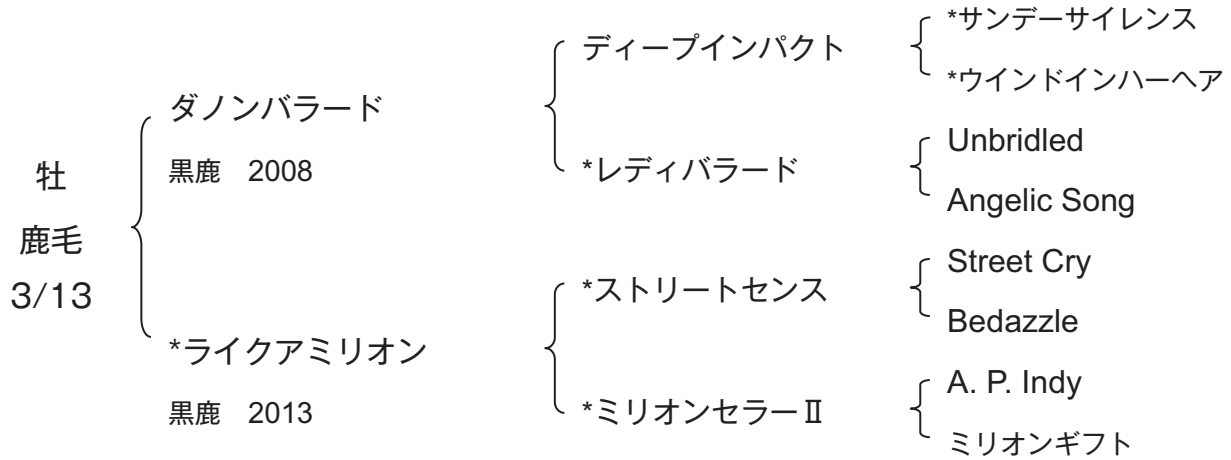 牡
鹿毛
3/13
ダノンバラード
黒鹿　2008
*ライクアミリオン
黒鹿　2013
ディープインパクト
*レディバラード
*ストリートセンス
*ミリオンセラーⅡ
*サンデーサイレンス
*ウインドインハーヘア
Unbridled
Angelic Song
Street Cry
Bedazzle
A. P. Indy
ミリオンギフト